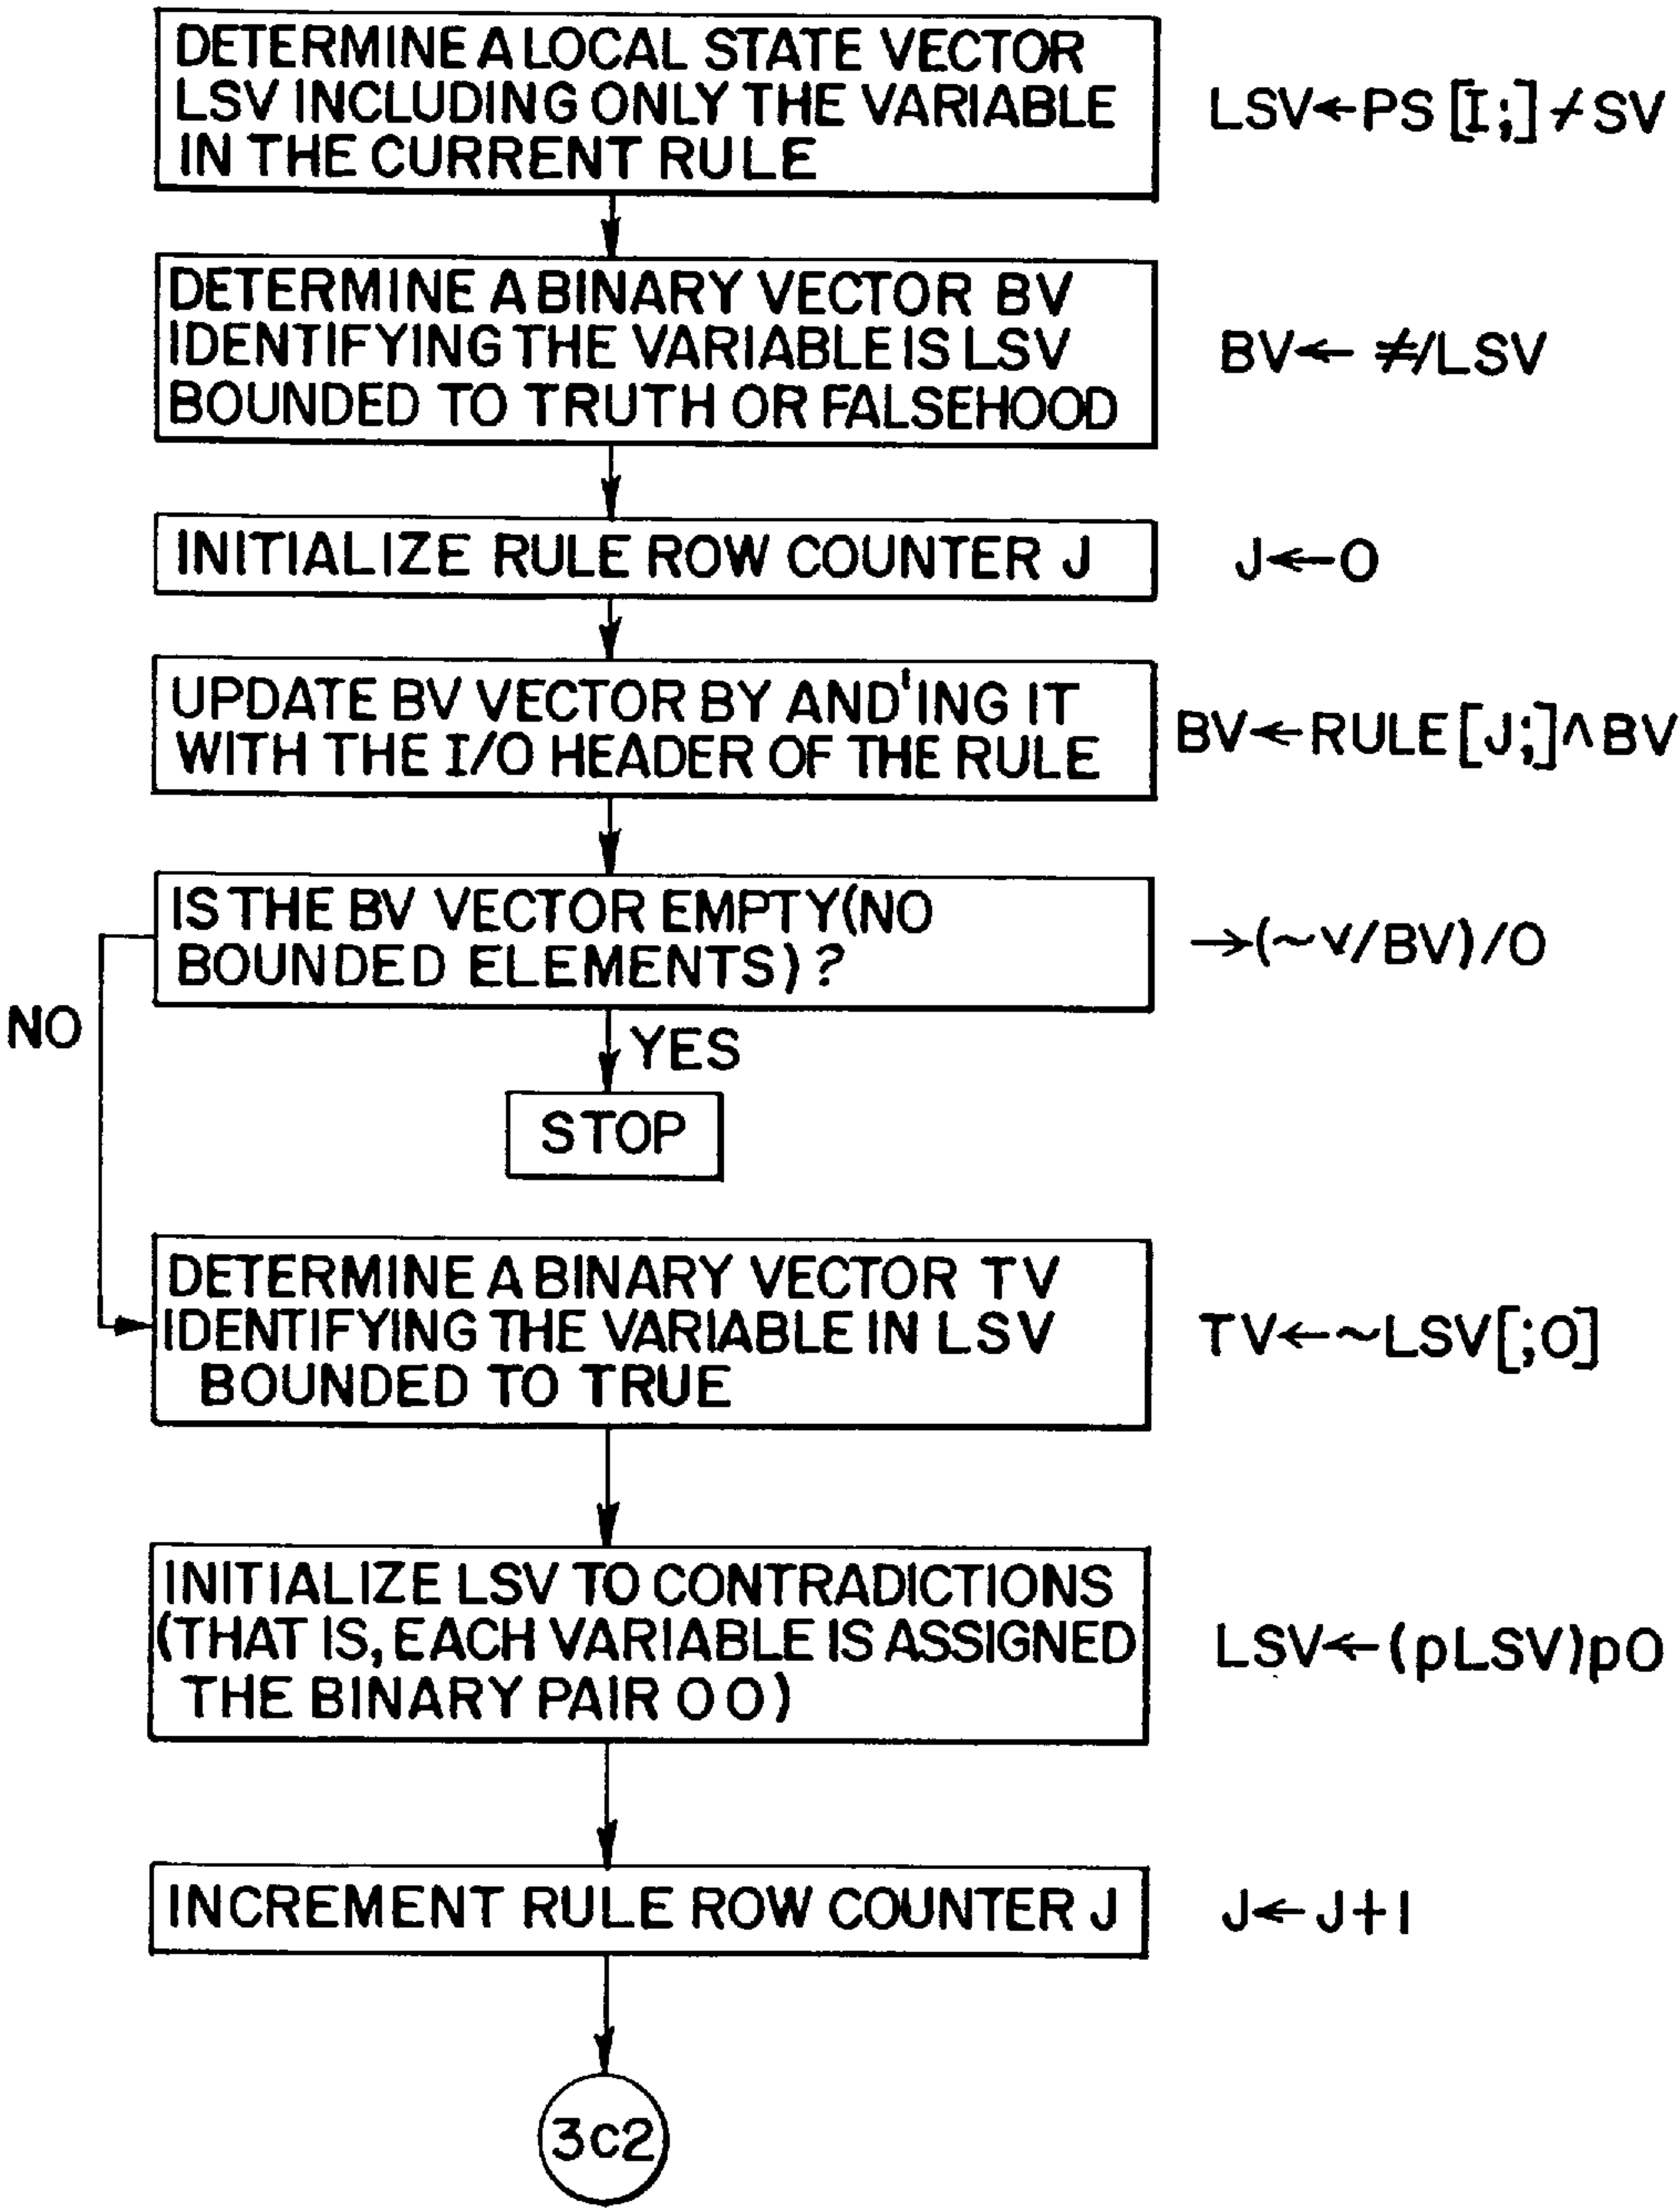 DETERMINE A LOCAL STATE VECTOR
LSV INCLUDING ONLY THE VARIABLE
IN THE CURRENT RULE
LSV←PS[I;]⌿SV
DETERMINE A BINARY VECTOR BV
IDENTIFYING THE VARIABLE IS LSV
BOUNDED TO TRUTH OR FALSEHOOD
BV← ≠/LSV
INITIALIZE RULE ROW COUNTER J
J←0
UPDATE BV VECTOR BY AND'ING IT
WITH THE I/O HEADER OF THE RULE
BV←RULE[J;]∧BV
IS THE BV VECTOR EMPTY(NO
BOUNDED ELEMENTS)?
→(~∨/BV)/0
NO
YES
STOP
DETERMINE A BINARY VECTOR TV
IDENTIFYING THE VARIABLE IN LSV
BOUNDED TO TRUE
TV←~LSV[;0]
INITIALIZE LSV TO CONTRADICTIONS
(THAT IS, EACH VARIABLE IS ASSIGNED
THE BINARY PAIR 0 0)
LSV←(pLSV)p0
INCREMENT RULE ROW COUNTER J
J←J+1
3c2